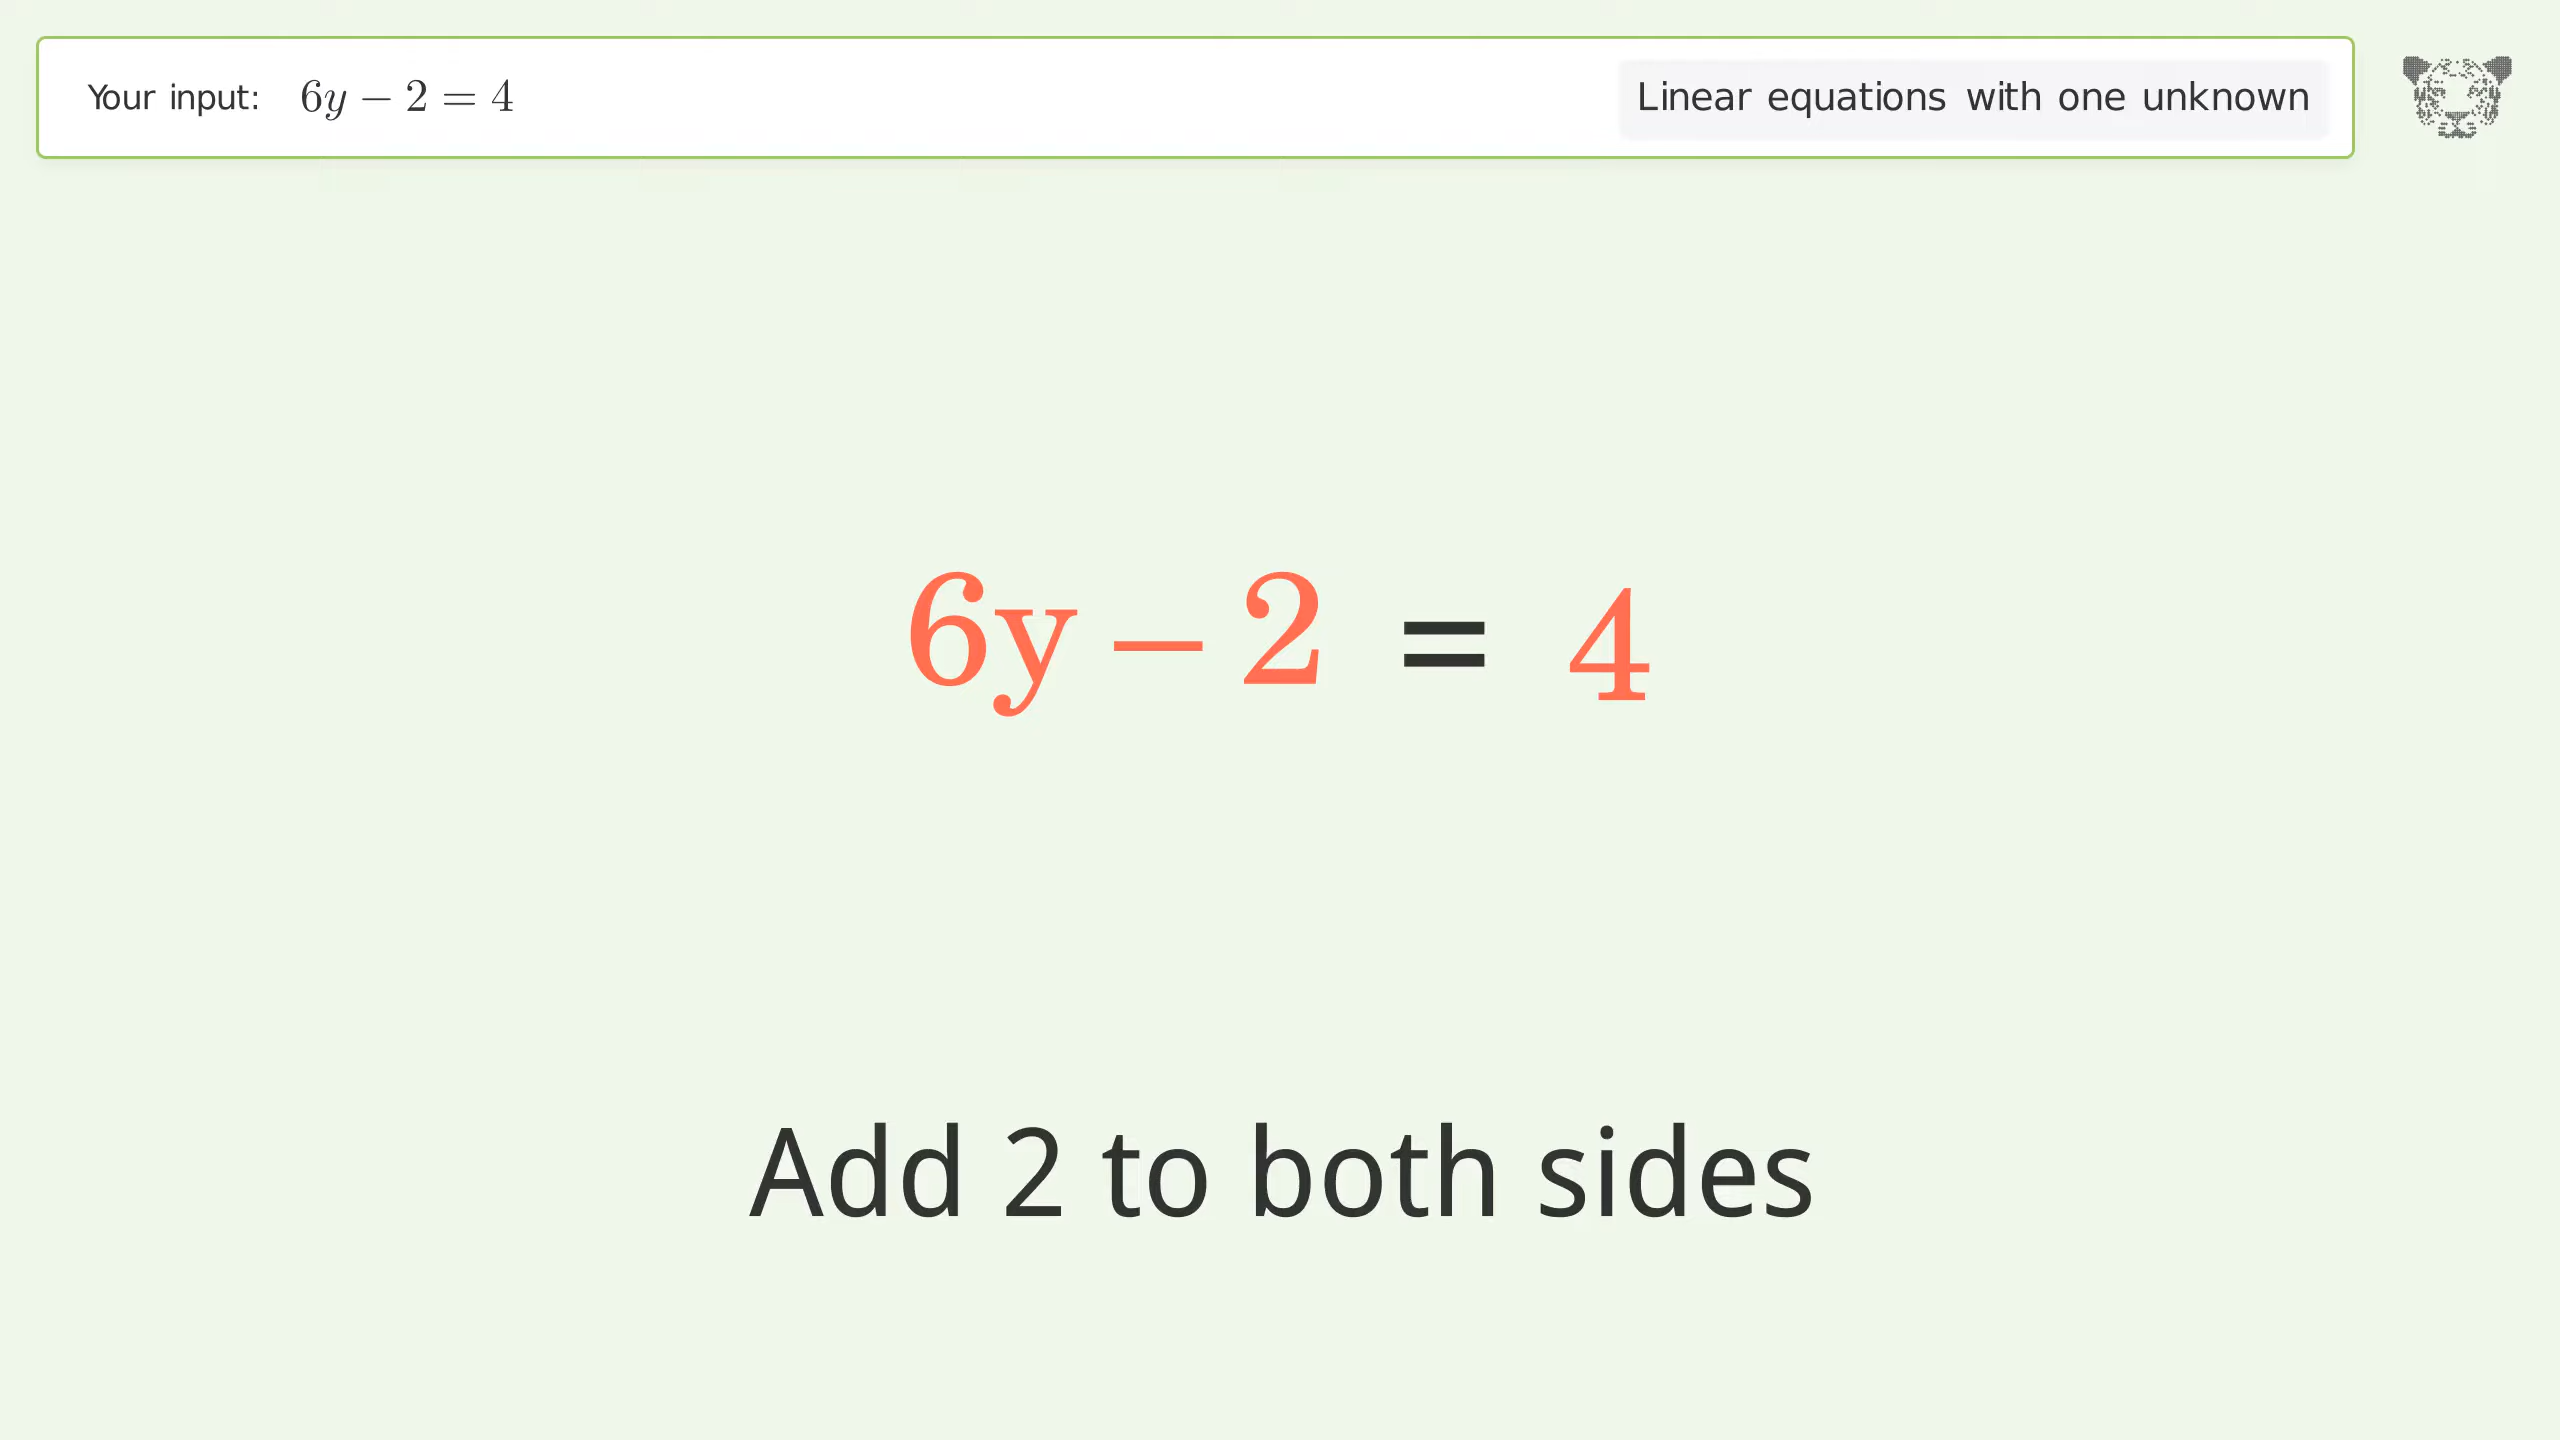 Your input: 6y − 2 = 4
Linear equations with one unknown
6y − 2 = 4
Add 2 to both sides